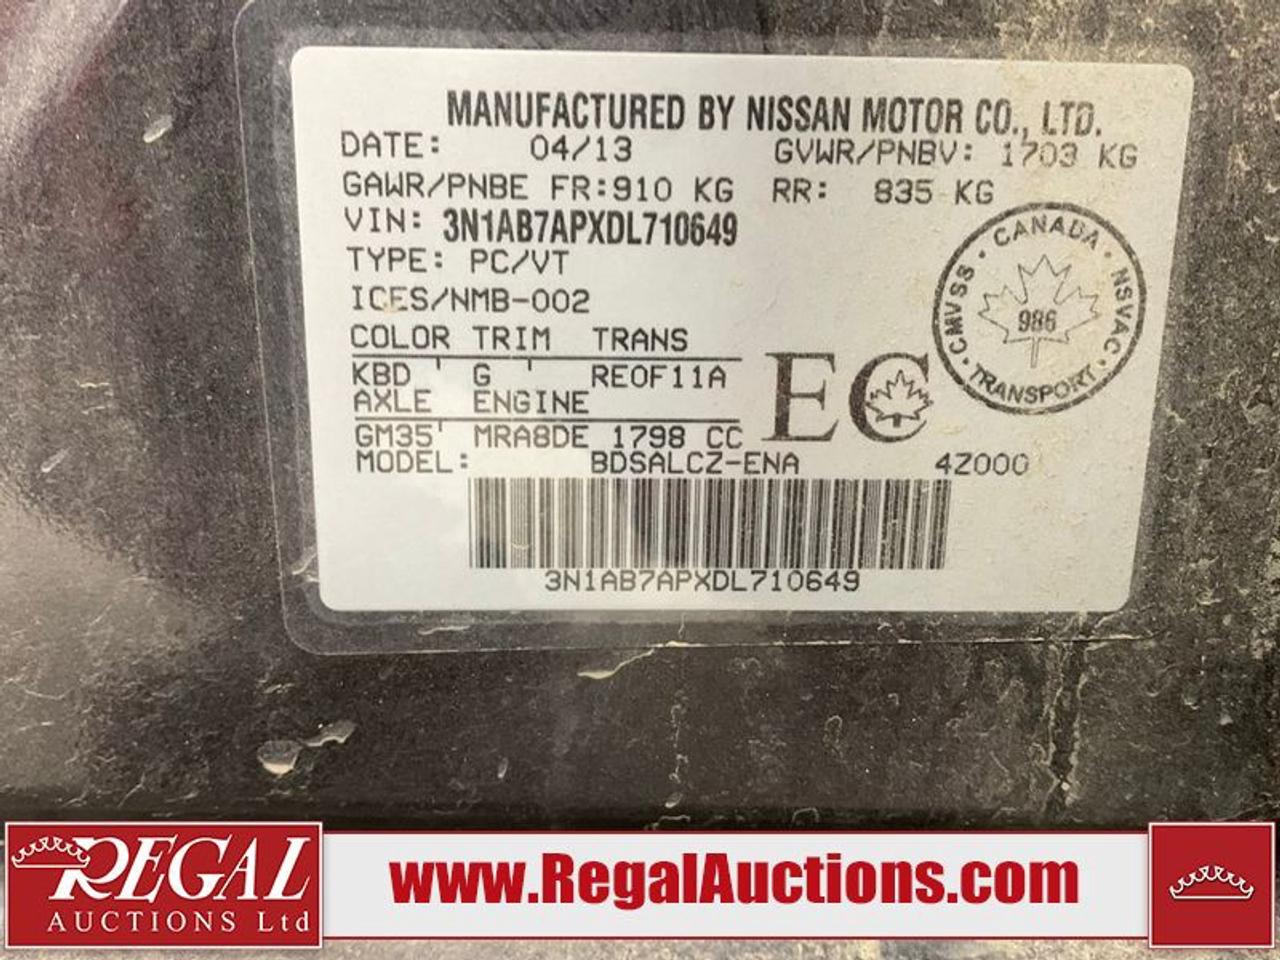 MANUFACTURED BY NISSAN MOTOR CO., LTD.
DATE: 04/13 GVWR/PNBV: 1703 KG
GAWR/PNBE FR:910 KG RR: 835 KG
VIN: 3N1AB7APXDL710649
TYPE: PC/VT
ICES/NMB-002
COLOR TRIM TRANS
KBD ' G ' RE0F11A
AXLE ENGINE
GM35' MRA8DE 1798 CC
MODEL: BDSALCZ-ENA 4Z000
3N1AB7APXDL710649
EC
· CANADA · NSVAC · TRANSPORT · CMVSS
986
REGAL
AUCTIONS Ltd
www.RegalAuctions.com